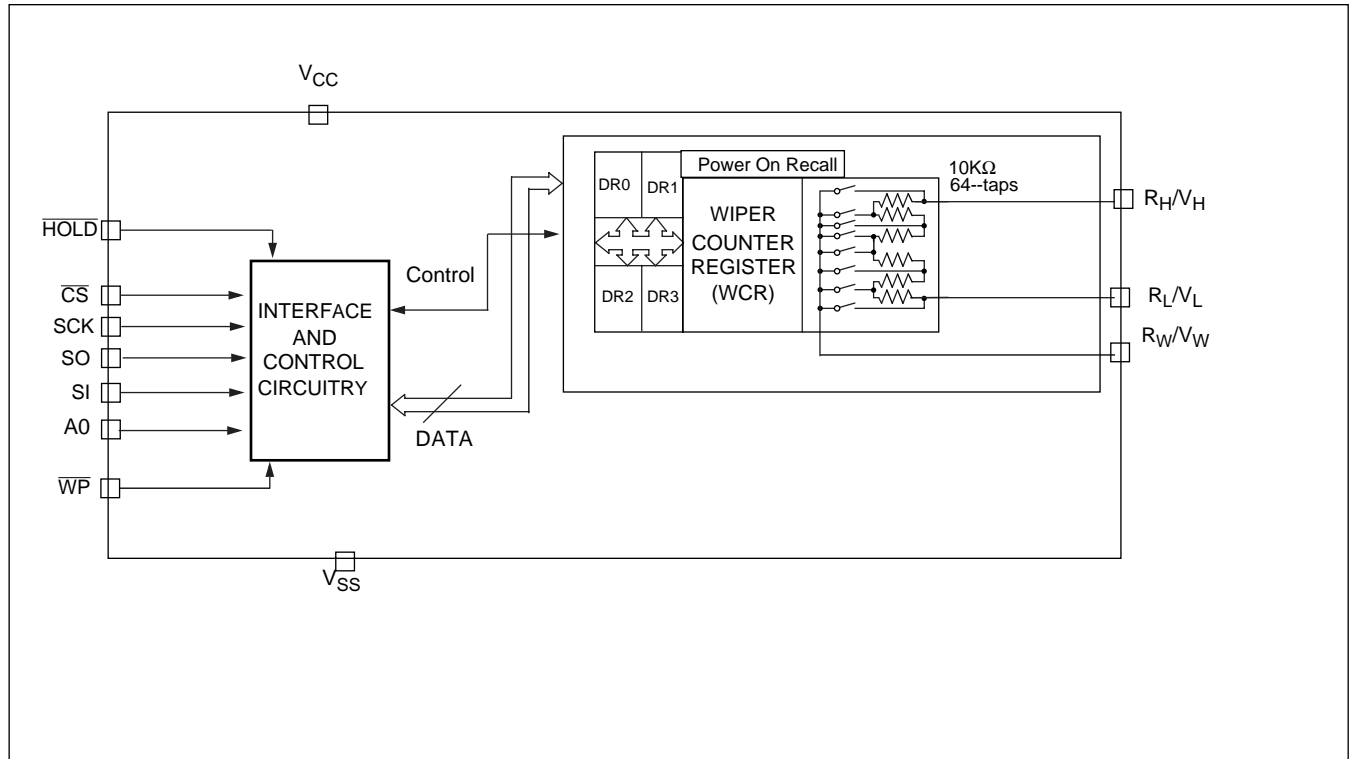 VCC
HOLD
CS
SCK
SO
SI
A0
WP
VSS
INTERFACE
AND
CONTROL
CIRCUITRY
Control
DATA
DR0
DR1
DR2
DR3
Power On Recall
WIPER
COUNTER
REGISTER
(WCR)
10KΩ
64--taps
RH/VH
RL/VL
RW/VW